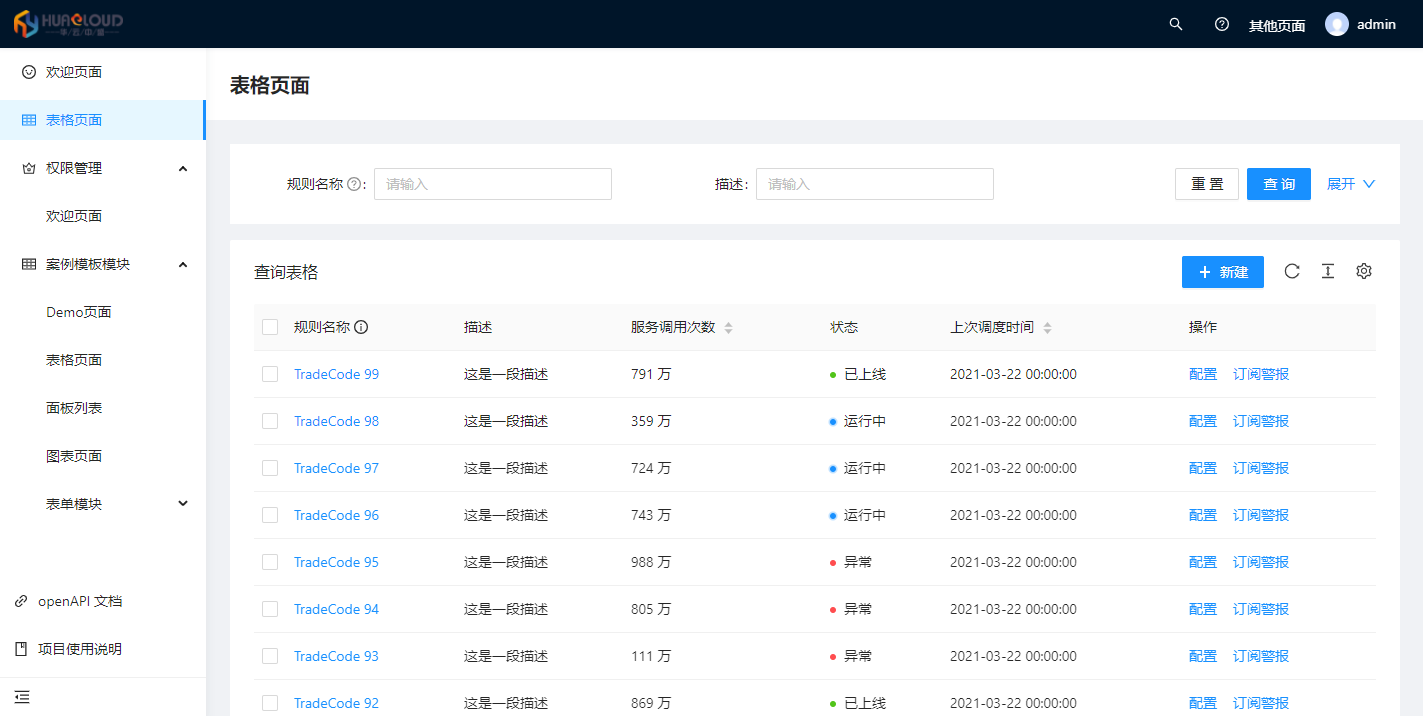 HUACLOUD
华/云/中/盛
其他页面
admin
欢迎页面
表格页面
权限管理
欢迎页面
案例模板模块
Demo页面
表格页面
面板列表
图表页面
表单模块
openAPI 文档
项目使用说明
表格页面
规则名称 : 请输入 描述: 请输入 重 置 查 询 展开
查询表格 + 新建
规则名称 描述 服务调用次数 状态 上次调度时间 操作
TradeCode 99 这是一段描述 791 万 已上线 2021-03-22 00:00:00 配置 订阅警报
TradeCode 98 这是一段描述 359 万 运行中 2021-03-22 00:00:00 配置 订阅警报
TradeCode 97 这是一段描述 724 万 运行中 2021-03-22 00:00:00 配置 订阅警报
TradeCode 96 这是一段描述 743 万 运行中 2021-03-22 00:00:00 配置 订阅警报
TradeCode 95 这是一段描述 988 万 异常 2021-03-22 00:00:00 配置 订阅警报
TradeCode 94 这是一段描述 805 万 异常 2021-03-22 00:00:00 配置 订阅警报
TradeCode 93 这是一段描述 111 万 异常 2021-03-22 00:00:00 配置 订阅警报
TradeCode 92 这是一段描述 869 万 已上线 2021-03-22 00:00:00 配置 订阅警报